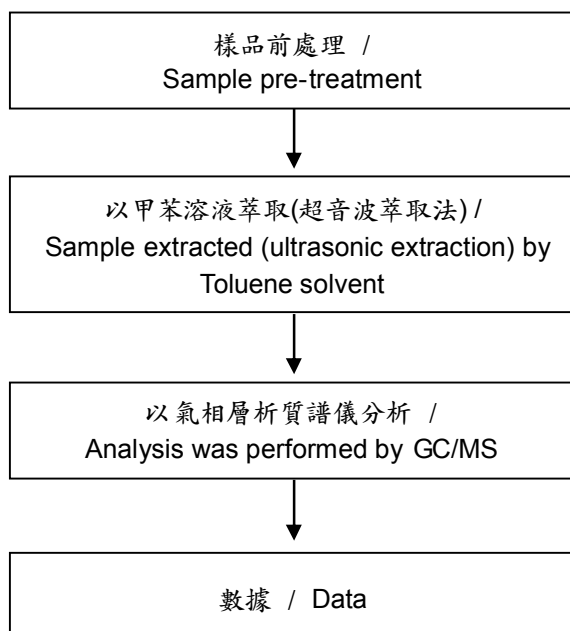 樣品前處理 /
Sample pre-treatment
以甲苯溶液萃取(超音波萃取法) /
Sample extracted (ultrasonic extraction) by
Toluene solvent
以氣相層析質譜儀分析 /
Analysis was performed by GC/MS
數據 / Data